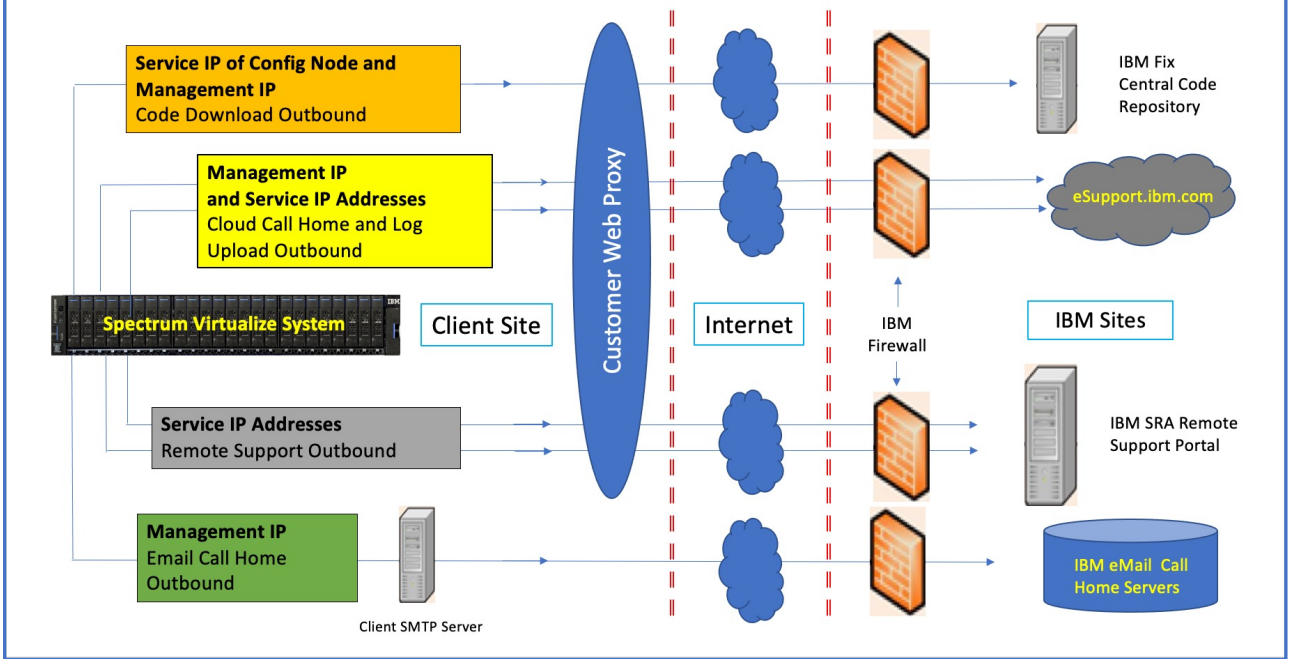 Service IP of Config Node and
Management IP
Code Download Outbound
IBM Fix
Central Code
Repository
Management IP
and Service IP Addresses
Cloud Call Home and Log
Upload Outbound
eSupport.ibm.com
Customer Web Proxy
IBM
Spectrum Virtualize System
Client Site
Internet
IBM
Firewall
IBM Sites
Service IP Addresses
Remote Support Outbound
IBM SRA Remote
Support Portal
Management IP
Email Call Home
Outbound
Client SMTP Server
IBM eMail Call
Home Servers